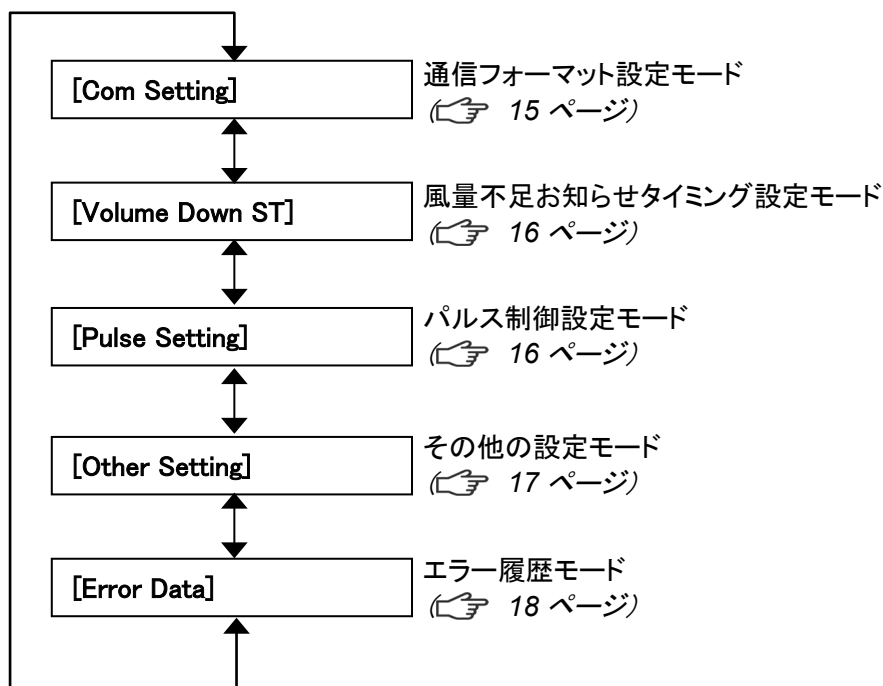 [Com Setting]
通信フォーマット設定モード
(☞ 15 ページ)
[Volume Down ST]
風量不足お知らせタイミング設定モード
(☞ 16 ページ)
[Pulse Setting]
パルス制御設定モード
(☞ 16 ページ)
[Other Setting]
その他の設定モード
(☞ 17 ページ)
[Error Data]
エラー履歴モード
(☞ 18 ページ)